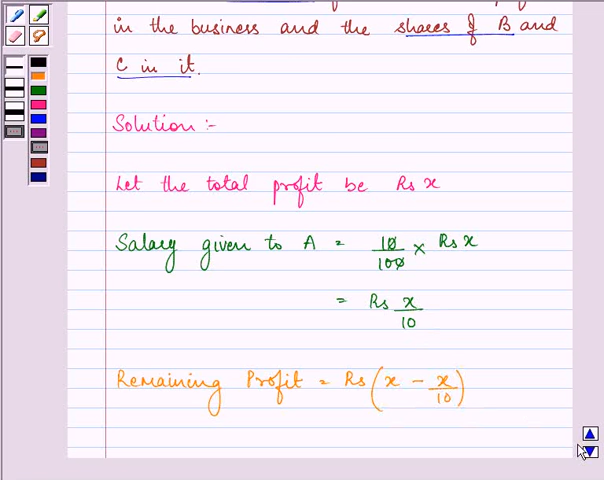 in the business and the shares of B and
C in it.
Solution :-
Let the total profit be Rs x
Salary given to A = 10/100 × Rs x
= Rs x/10
Remaining Profit = Rs (x - x/10)